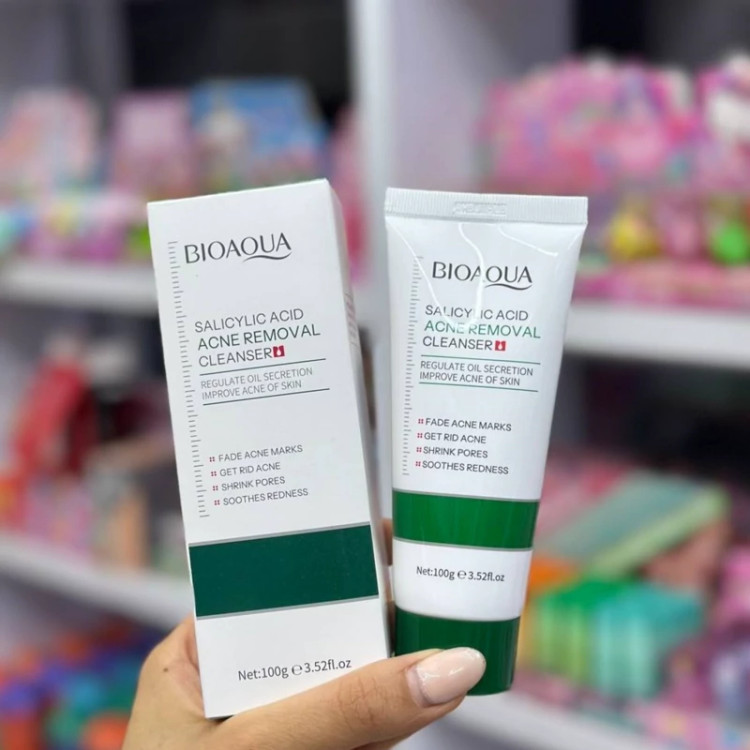 BIOAQUA
SALICYLIC ACID
ACNE REMOVAL
CLEANSER
REGULATE OIL SECRETION
IMPROVE ACNE OF SKIN
FADE ACNE MARKS
GET RID ACNE
SHRINK PORES
SOOTHES REDNESS
Net:100g ℮ 3.52fl.oz
BIOAQUA
SALICYLIC ACID
ACNE REMOVAL
CLEANSER
REGULATE OIL SECRETION
IMPROVE ACNE OF SKIN
FADE ACNE MARKS
GET RID ACNE
SHRINK PORES
SOOTHES REDNESS
Net:100g ℮ 3.52fl.oz